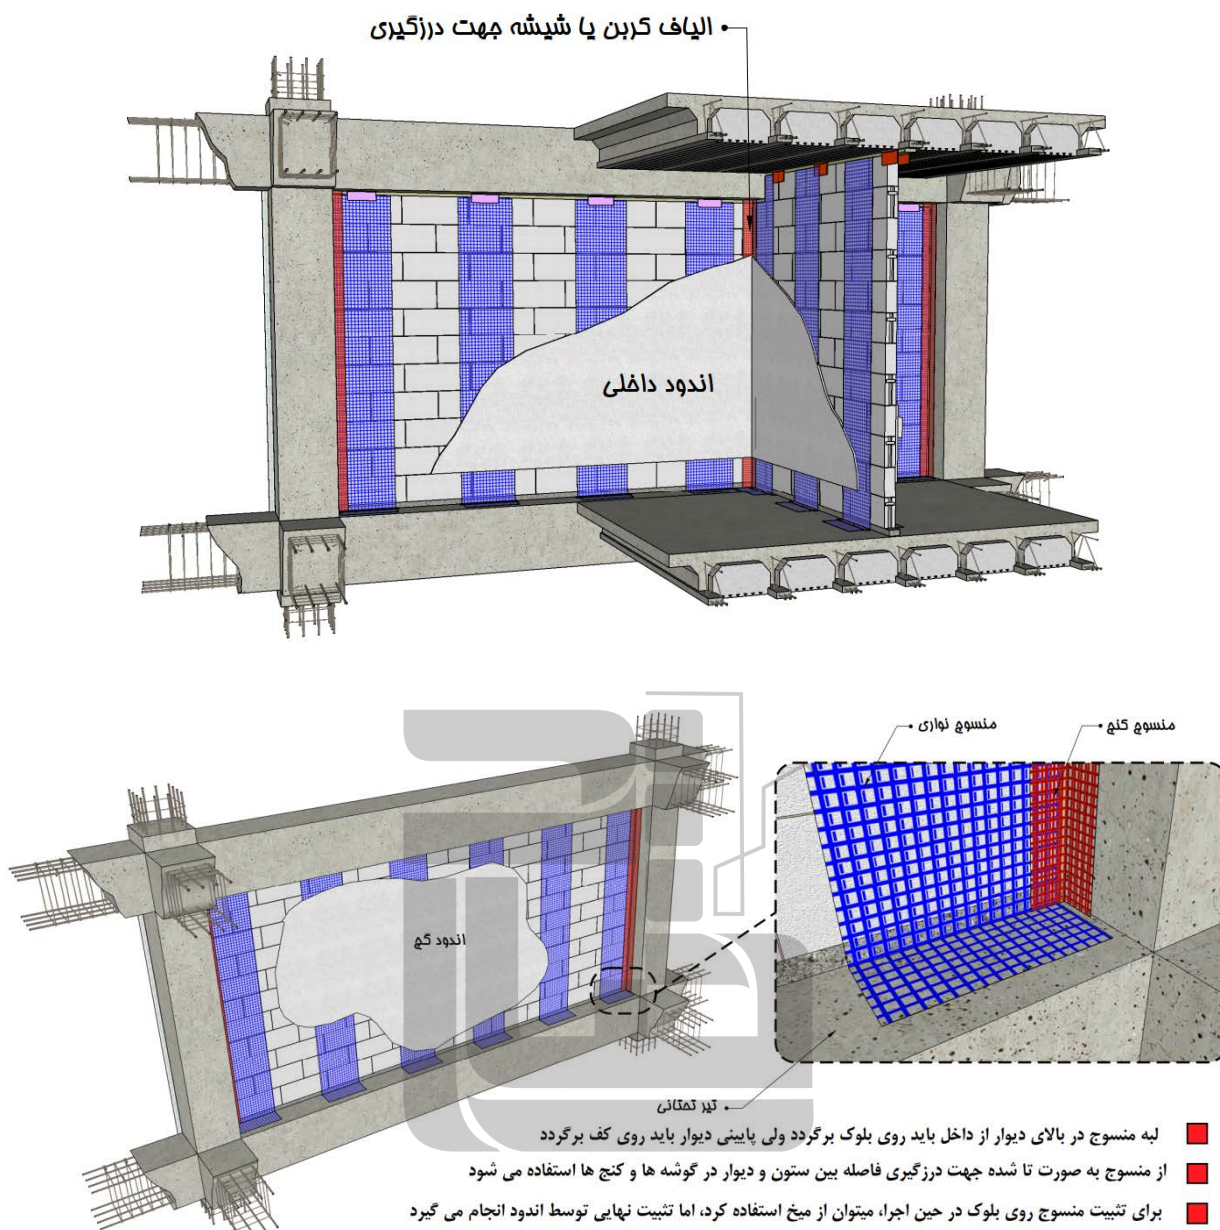 الیاف کربن یا شیشه جهت درزگیری
اندود داخلی
منسوج نواری
منسوج کنج
اندود گچ
تیر تحتانی
لبه منسوج در بالای دیوار از داخل باید روی بلوک برگردد ولی پایینی دیوار باید روی کف برگردد
از منسوج به صورت تا شده جهت درزگیری فاصله بین ستون و دیوار در گوشه ها و کنج ها استفاده می شود
برای تثبیت منسوج روی بلوک در حین اجرا، میتوان از میخ استفاده کرد، اما تثبیت نهایی توسط اندود انجام می گیرد